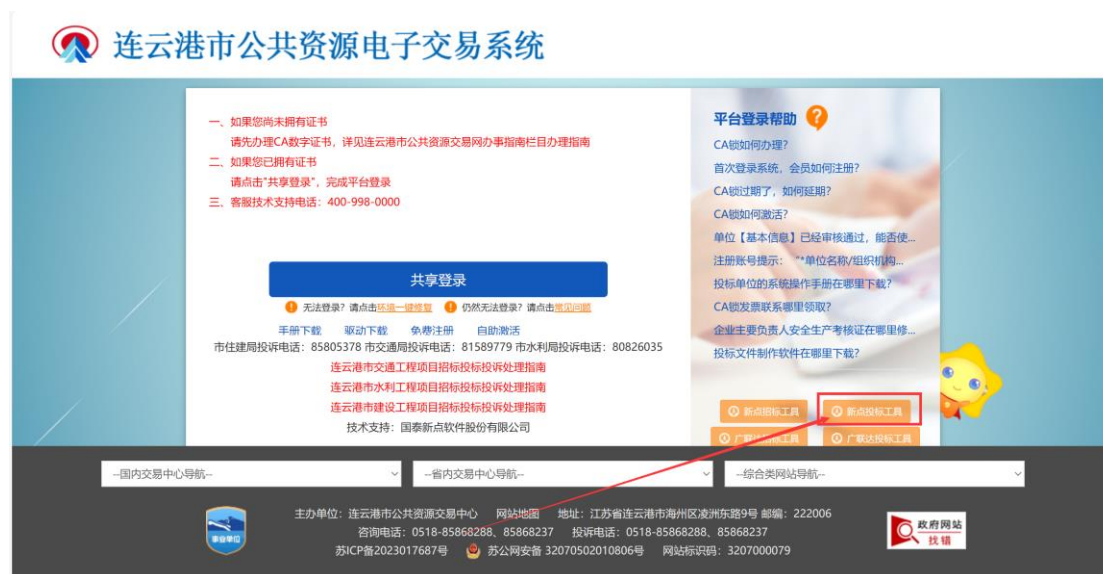 连云港市公共资源电子交易系统
一、如果您尚未拥有证书
请先办理CA数字证书，详见连云港市公共资源交易网办事指南栏目办理指南
二、如果您已拥有证书
请点击"共享登录"，完成平台登录
三、客服技术支持电话：400-998-0000
共享登录
无法登录？请点击环境一键修复 仍然无法登录？请点击常见问题
手册下载 驱动下载 免费注册 自助激活
市住建局投诉电话：85805378 市交通局投诉电话：81589779 市水利局投诉电话：80826035
连云港市交通工程项目招标投标投诉处理指南
连云港市水利工程项目招标投标投诉处理指南
连云港市建设工程项目招标投标投诉处理指南
技术支持：国泰新点软件股份有限公司
平台登录帮助
CA锁如何办理?
首次登录系统，会员如何注册?
CA锁过期了，如何延期?
CA锁如何激活?
单位【基本信息】已经审核通过，能否使...
注册账号提示： "*单位名称/组织机构...
投标单位的系统操作手册在哪里下载?
CA锁发票联系哪里领取?
企业主要负责人安全生产考核证在哪里修...
投标文件制作软件在哪里下载?
新点招标工具 新点投标工具
广联达招标工具 广联达投标工具
--国内交易中心导航-- --省内交易中心导航-- --综合类网站导航--
事业单位
主办单位：连云港市公共资源交易中心 网站地图 地址：江苏省连云港市海州区凌洲东路9号 邮编：222006
咨询电话：0518-85868288、85868237 投诉电话：0518-85868288、85868237
苏ICP备2023017687号 苏公网安备 32070502010806号 网站标识码：3207000079
政府网站
找错